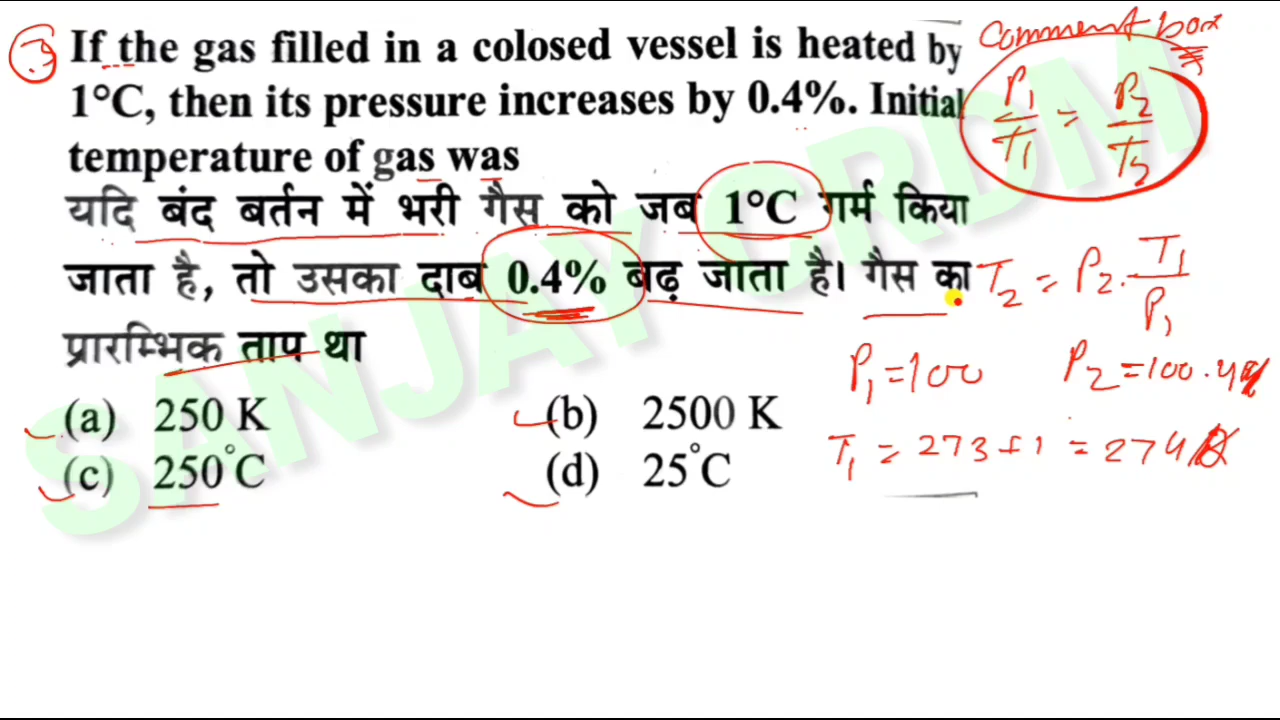 (3) If the gas filled in a colosed vessel is heated by
1°C, then its pressure increases by 0.4%. Initial
temperature of gas was
यदि बंद बर्तन में भरी गैस को जब 1°C गर्म किया
जाता है, तो उसका दाब 0.4% बढ़ जाता है। गैस का
प्रारम्भिक ताप था
(a) 250 K (b) 2500 K
(c) 250°C (d) 25°C
Comment box
P₁/T₁ = P₂/T₂
T₂ = P₂ · T₁/P₁
P₁ = 100 P₂ = 100.4
T₁ = 273 + 1 = 274
SANJAY CRDM